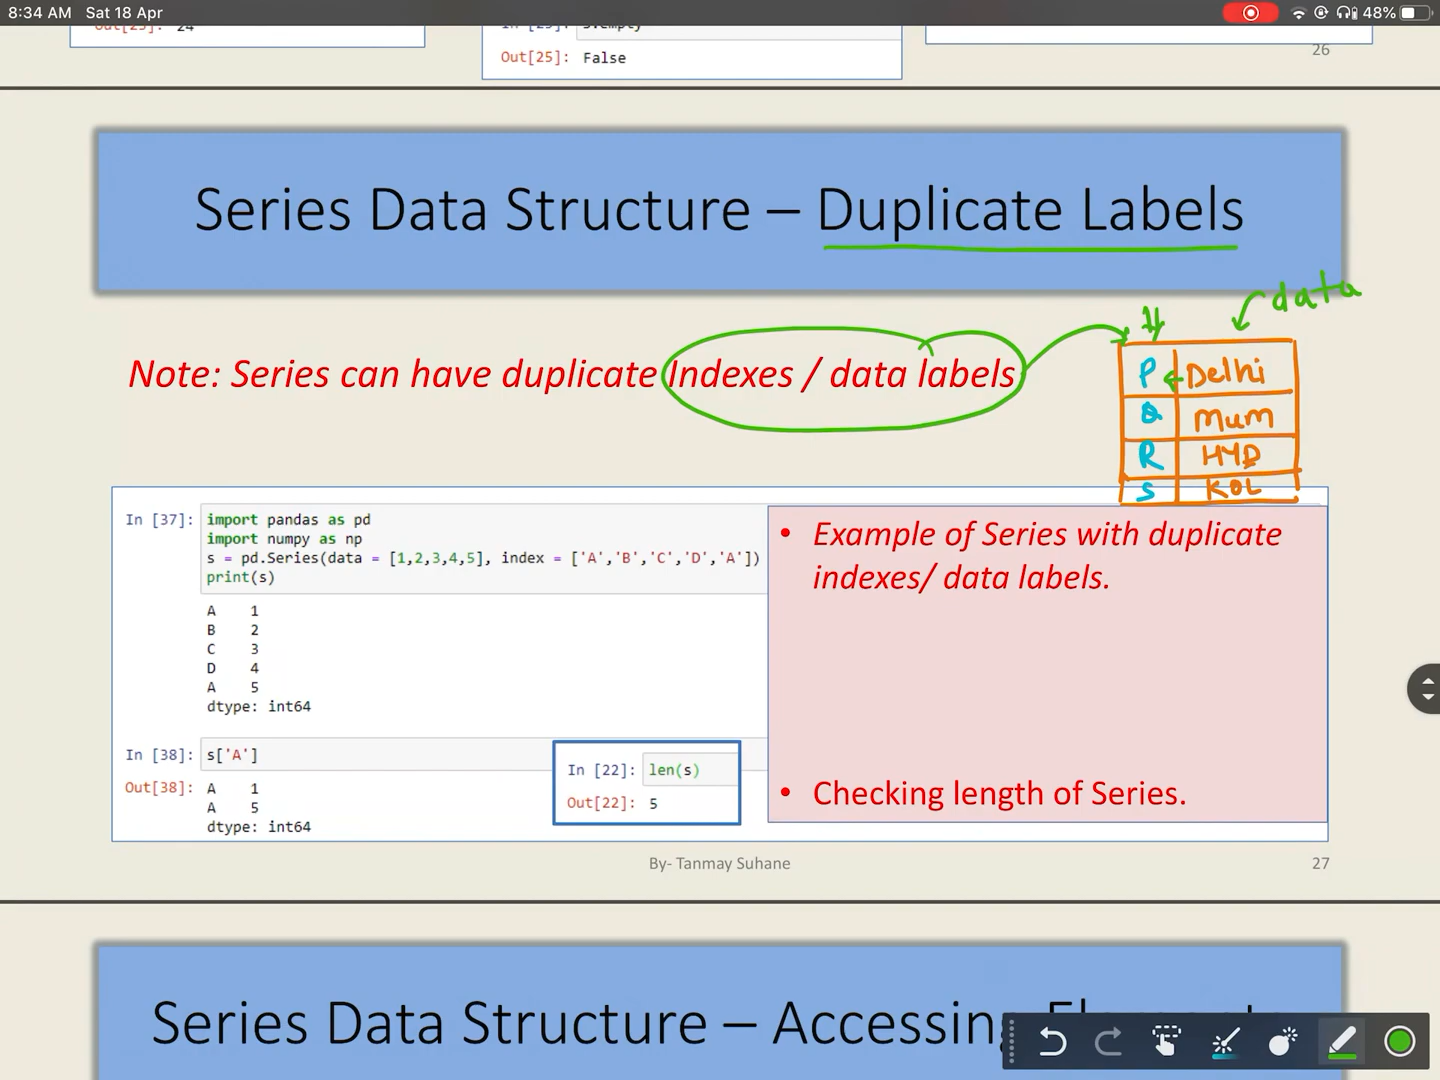 8:34 AM Sat 18 Apr
48%
Out[25]: False
26
Series Data Structure – Duplicate Labels
data
Note: Series can have duplicate Indexes / data labels
P Delhi
Q Mum
R HYD
S KOL
In [37]: import pandas as pd
import numpy as np
s = pd.Series(data = [1,2,3,4,5], index = ['A','B','C','D','A'])
print(s)
A 1
B 2
C 3
D 4
A 5
dtype: int64
• Example of Series with duplicate
indexes/ data labels.
In [38]: s['A']
Out[38]: A 1
A 5
dtype: int64
In [22]: len(s)
Out[22]: 5
• Checking length of Series.
By- Tanmay Suhane
27
Series Data Structure – Accessing